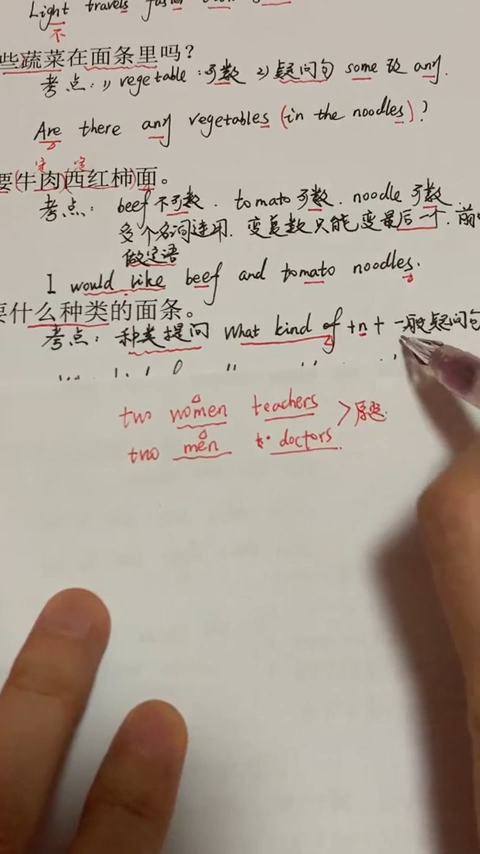 Light travels
不
些蔬菜在面条里吗?
考点: 1) vegetable: 可数 2) 疑问句 some 改 any.
Are there any vegetables (in the noodles)?
要(牛肉)(西红柿)面。
考点: beef 不可数. tomato 可数. noodle 可数.
多个名词连用. 变复数只能变最后一个.
做定语
I would like beef and tomato noodles.
要什么种类的面条。
考点: 种类提问 what kind of + n + 一般疑问句
two women teachers
two men doctors